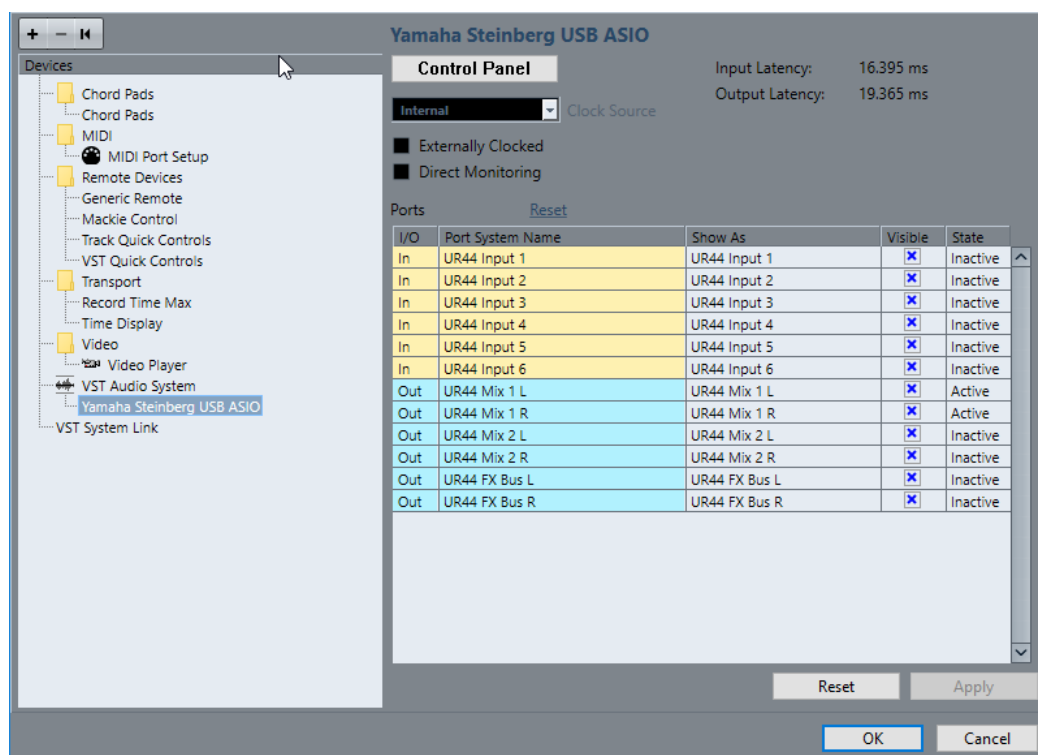 Devices
Chord Pads
Chord Pads
MIDI
MIDI Port Setup
Remote Devices
Generic Remote
Mackie Control
Track Quick Controls
VST Quick Controls
Transport
Record Time Max
Time Display
Video
Video Player
VST Audio System
Yamaha Steinberg USB ASIO
VST System Link
Yamaha Steinberg USB ASIO
Control Panel
Input Latency: 16.395 ms
Output Latency: 19.365 ms
Internal Clock Source
Externally Clocked
Direct Monitoring
Ports Reset
I/O Port System Name Show As Visible State
In UR44 Input 1 UR44 Input 1 Inactive
In UR44 Input 2 UR44 Input 2 Inactive
In UR44 Input 3 UR44 Input 3 Inactive
In UR44 Input 4 UR44 Input 4 Inactive
In UR44 Input 5 UR44 Input 5 Inactive
In UR44 Input 6 UR44 Input 6 Inactive
Out UR44 Mix 1 L UR44 Mix 1 L Active
Out UR44 Mix 1 R UR44 Mix 1 R Active
Out UR44 Mix 2 L UR44 Mix 2 L Inactive
Out UR44 Mix 2 R UR44 Mix 2 R Inactive
Out UR44 FX Bus L UR44 FX Bus L Inactive
Out UR44 FX Bus R UR44 FX Bus R Inactive
Reset Apply
OK Cancel